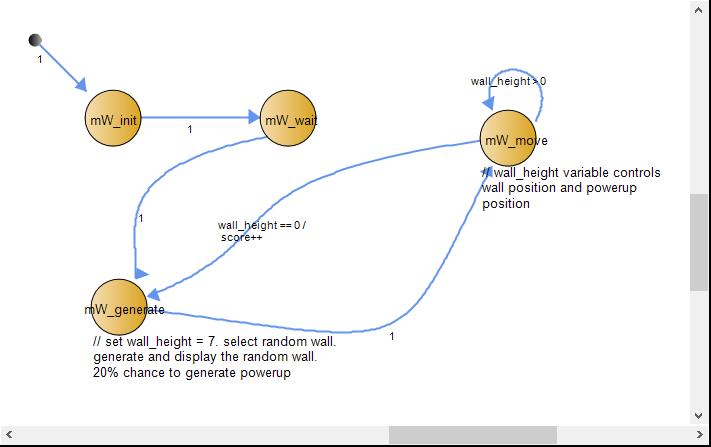 1
mW_init
1
mW_wait
wall_height > 0
mW_move
// wall_height variable controls
wall position and powerup
position
1
wall_height == 0 /
score++
mW_generate
1
// set wall_height = 7. select random wall.
generate and display the random wall.
20% chance to generate powerup